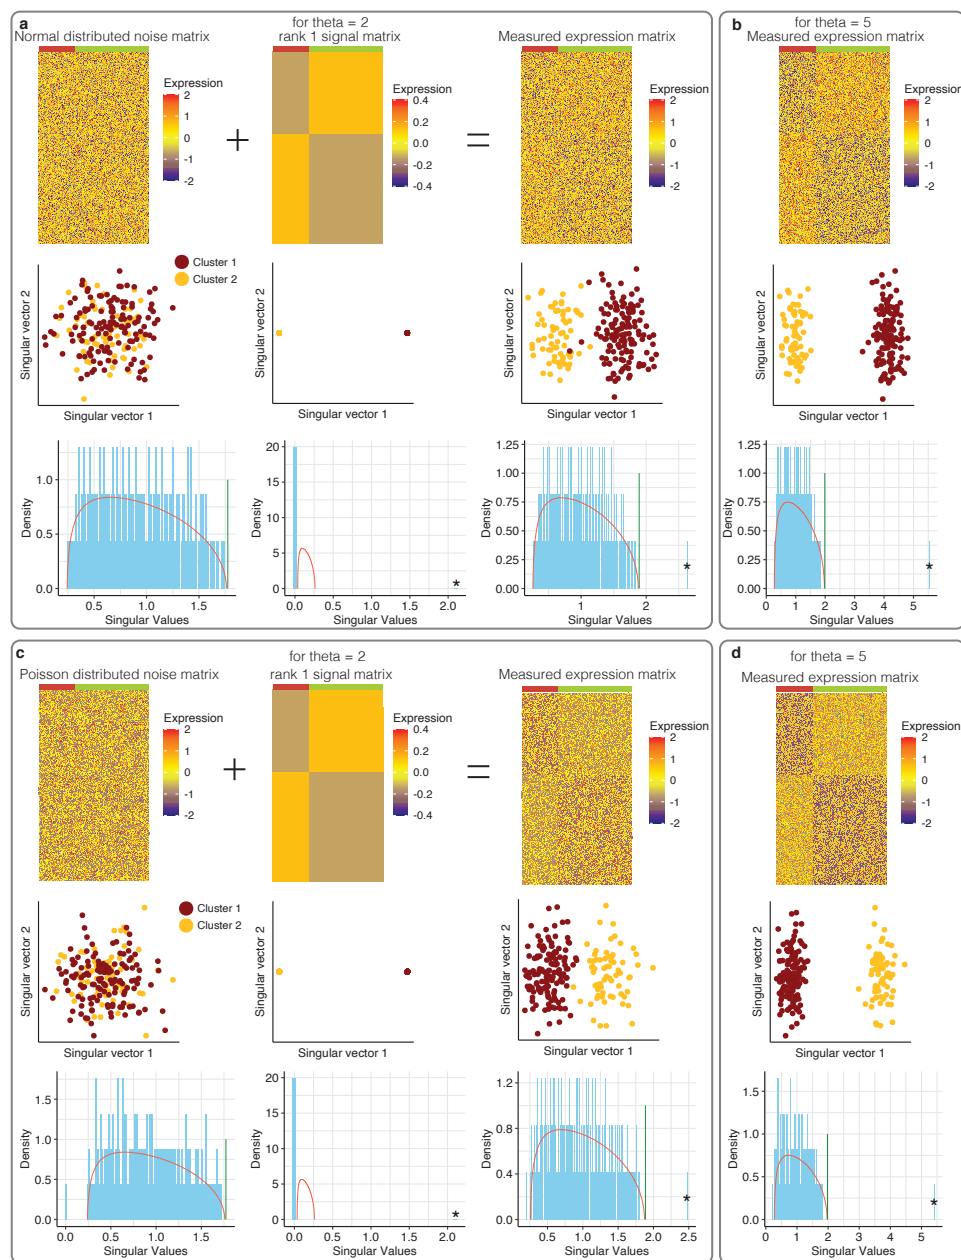 a
for theta = 2
Normal distributed noise matrix
rank 1 signal matrix
Measured expression matrix
Expression
2
1
0
-1
-2
+
Expression
0.4
0.2
0.0
-0.2
-0.4
=
Expression
2
1
0
-1
-2
Cluster 1
Cluster 2
Singular vector 2
Singular vector 1
Singular vector 2
Singular vector 1
Singular vector 2
Singular vector 1
Density
1.0
0.5
0.0
0.5 1.0 1.5
Singular Values
Density
20
15
10
5
0
*
0.0 0.5 1.0 1.5 2.0
Singular Values
Density
1.25
1.00
0.75
0.50
0.25
0.00
*
1 2
Singular Values
b
for theta = 5
Measured expression matrix
Expression
2
1
0
-1
-2
Singular vector 2
Singular vector 1
Density
1.25
1.00
0.75
0.50
0.25
0.00
*
0 1 2 3 4 5
Singular Values
c
for theta = 2
Poisson distributed noise matrix
rank 1 signal matrix
Measured expression matrix
Expression
2
1
0
-1
-2
+
Expression
0.4
0.2
0.0
-0.2
-0.4
=
Expression
2
1
0
-1
-2
Cluster 1
Cluster 2
Singular vector 2
Singular vector 1
Singular vector 2
Singular vector 1
Singular vector 2
Singular vector 1
Density
1.5
1.0
0.5
0.0
0.0 0.5 1.0 1.5
Singular Values
Density
20
15
10
5
0
*
0.0 0.5 1.0 1.5 2.0
Singular Values
Density
1.2
0.8
0.4
0.0
*
0.5 1.0 1.5 2.0 2.5
Singular Values
d
for theta = 5
Measured expression matrix
Expression
2
1
0
-1
-2
Singular vector 2
Singular vector 1
Density
1.5
1.0
0.5
0.0
*
0 1 2 3 4 5
Singular Values